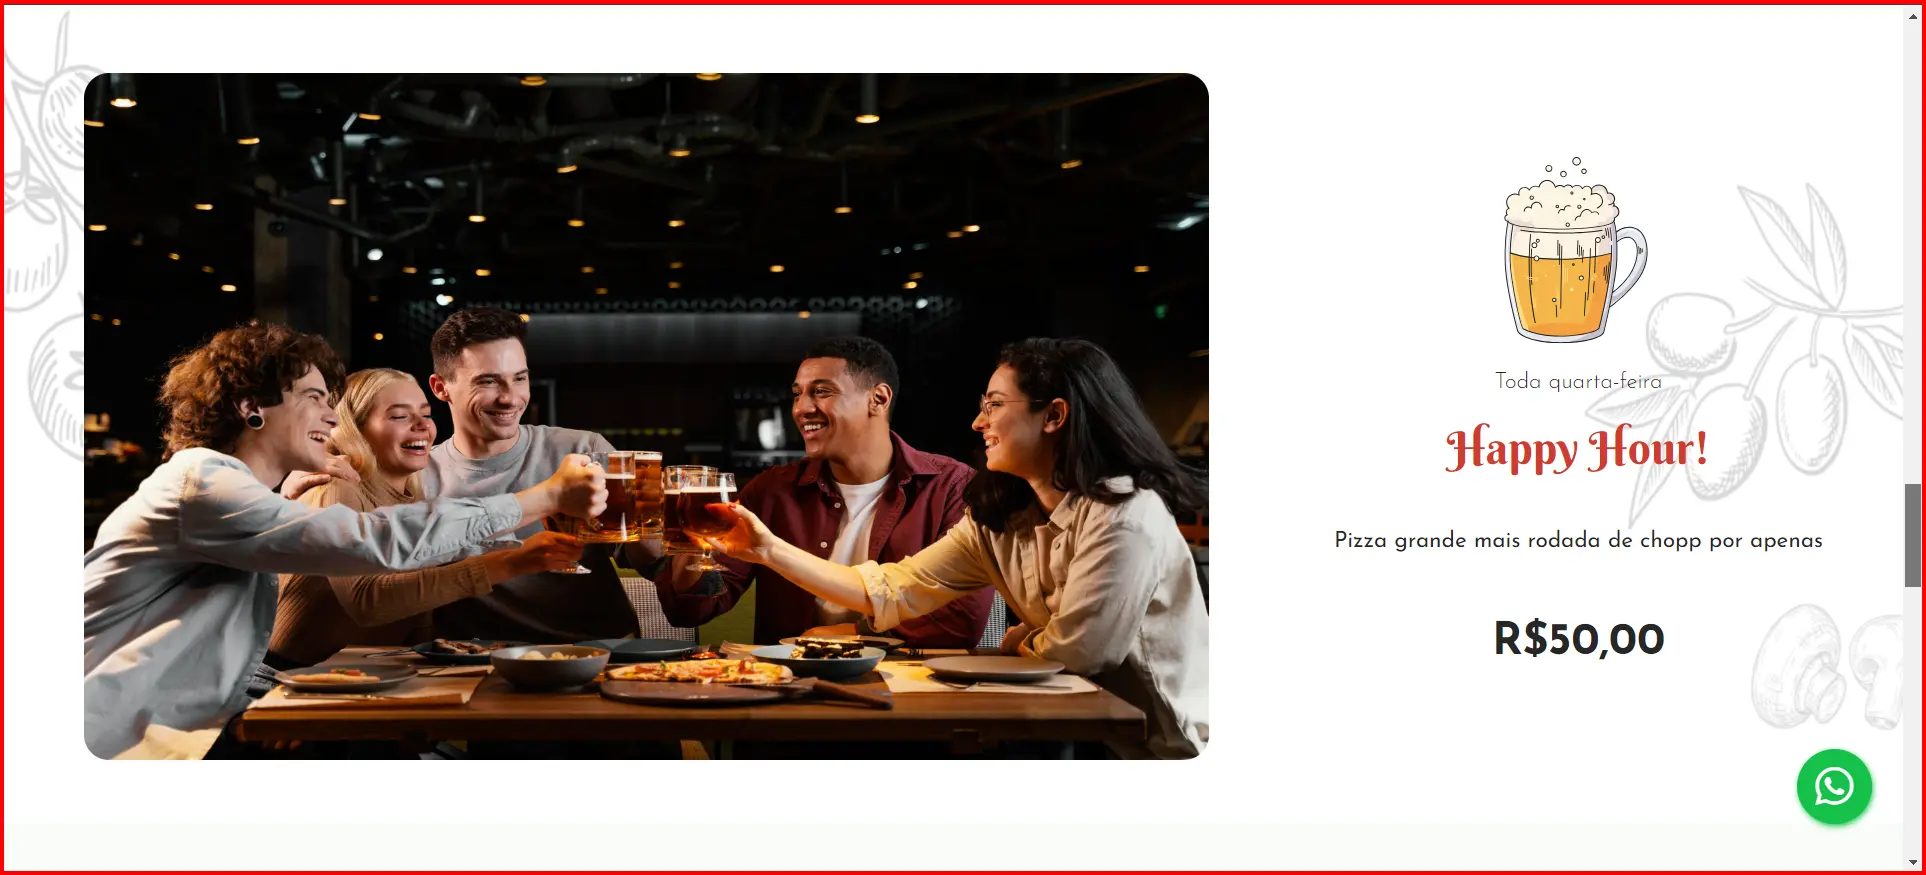 Toda quarta-feira
Happy Hour!
Pizza grande mais rodada de chopp por apenas
R$50,00